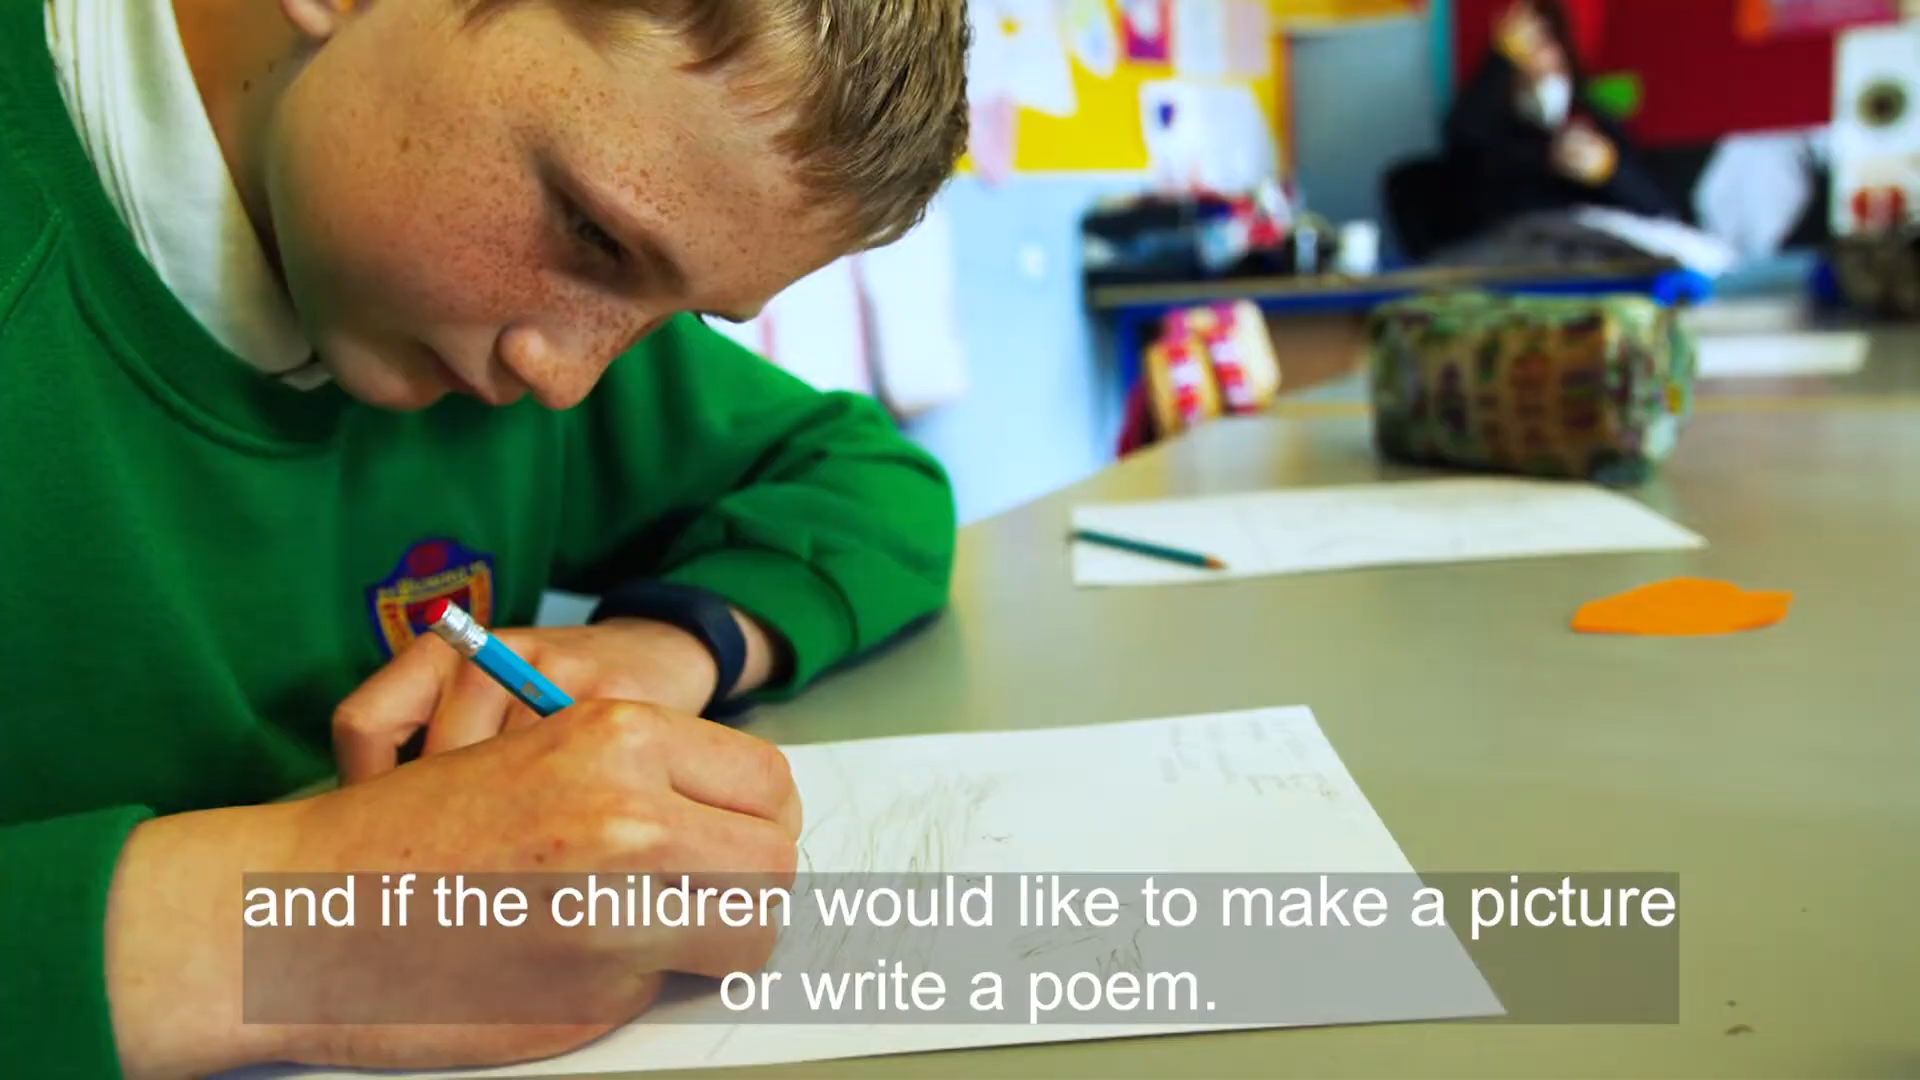 and if the children would like to make a picture
or write a poem.